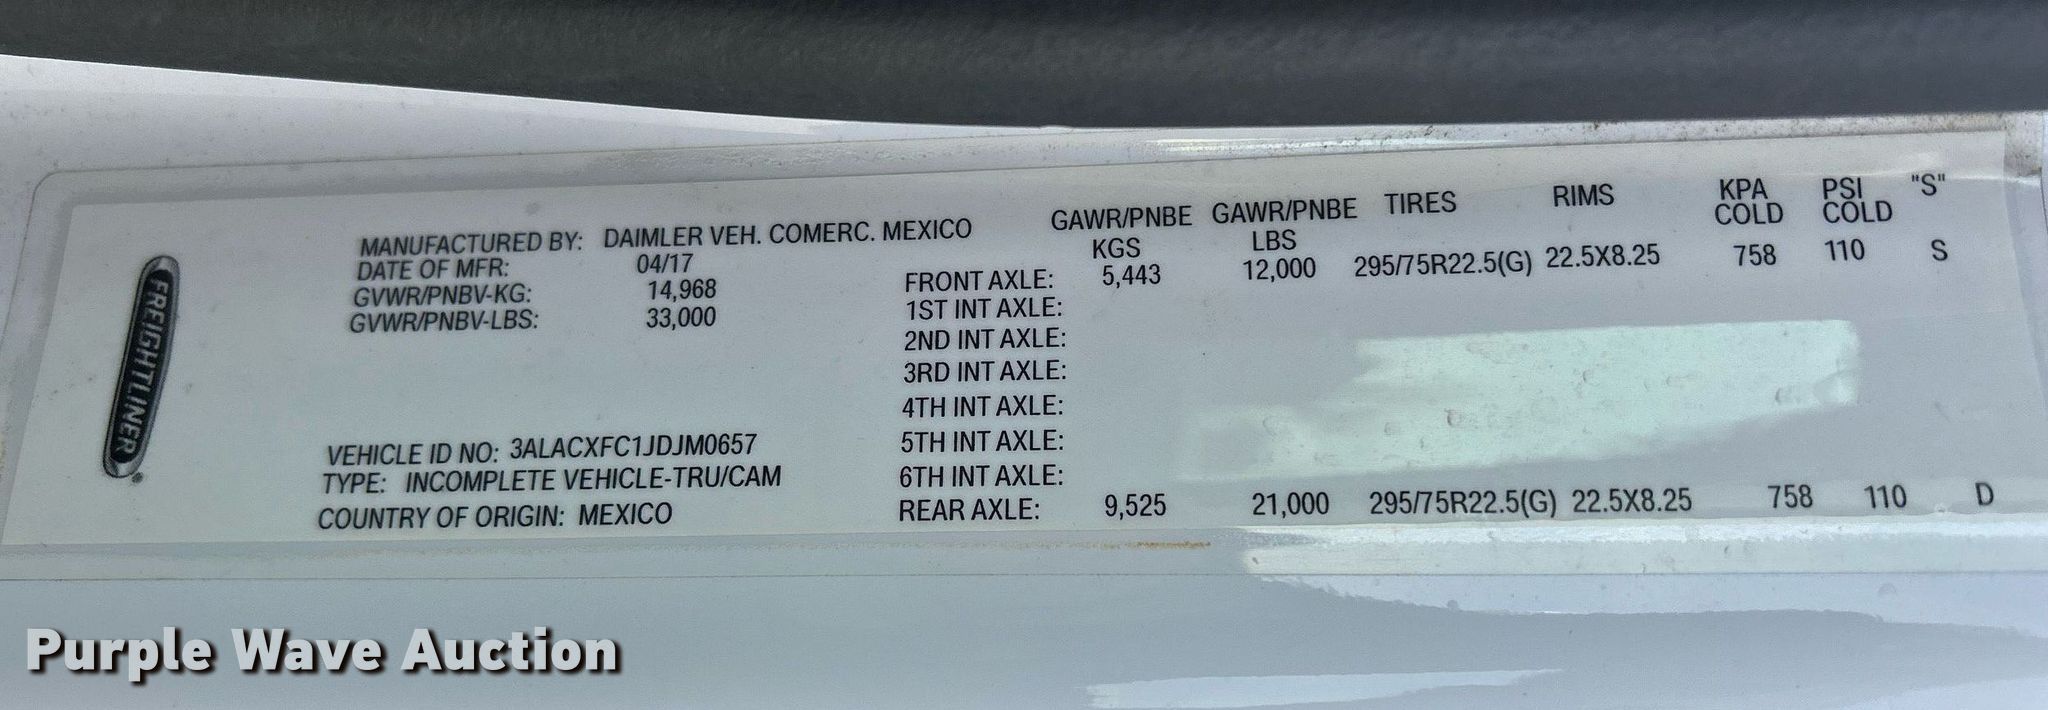 FREIGHTLINER
MANUFACTURED BY: DAIMLER VEH. COMERC. MEXICO
DATE OF MFR: 04/17
GVWR/PNBV-KG: 14,968
GVWR/PNBV-LBS: 33,000
VEHICLE ID NO: 3ALACXFC1JDJM0657
TYPE: INCOMPLETE VEHICLE-TRU/CAM
COUNTRY OF ORIGIN: MEXICO
GAWR/PNBE GAWR/PNBE TIRES RIMS KPA PSI "S"
KGS LBS COLD COLD
FRONT AXLE: 5,443 12,000 295/75R22.5(G) 22.5X8.25 758 110 S
1ST INT AXLE:
2ND INT AXLE:
3RD INT AXLE:
4TH INT AXLE:
5TH INT AXLE:
6TH INT AXLE:
REAR AXLE: 9,525 21,000 295/75R22.5(G) 22.5X8.25 758 110 D
Purple Wave Auction